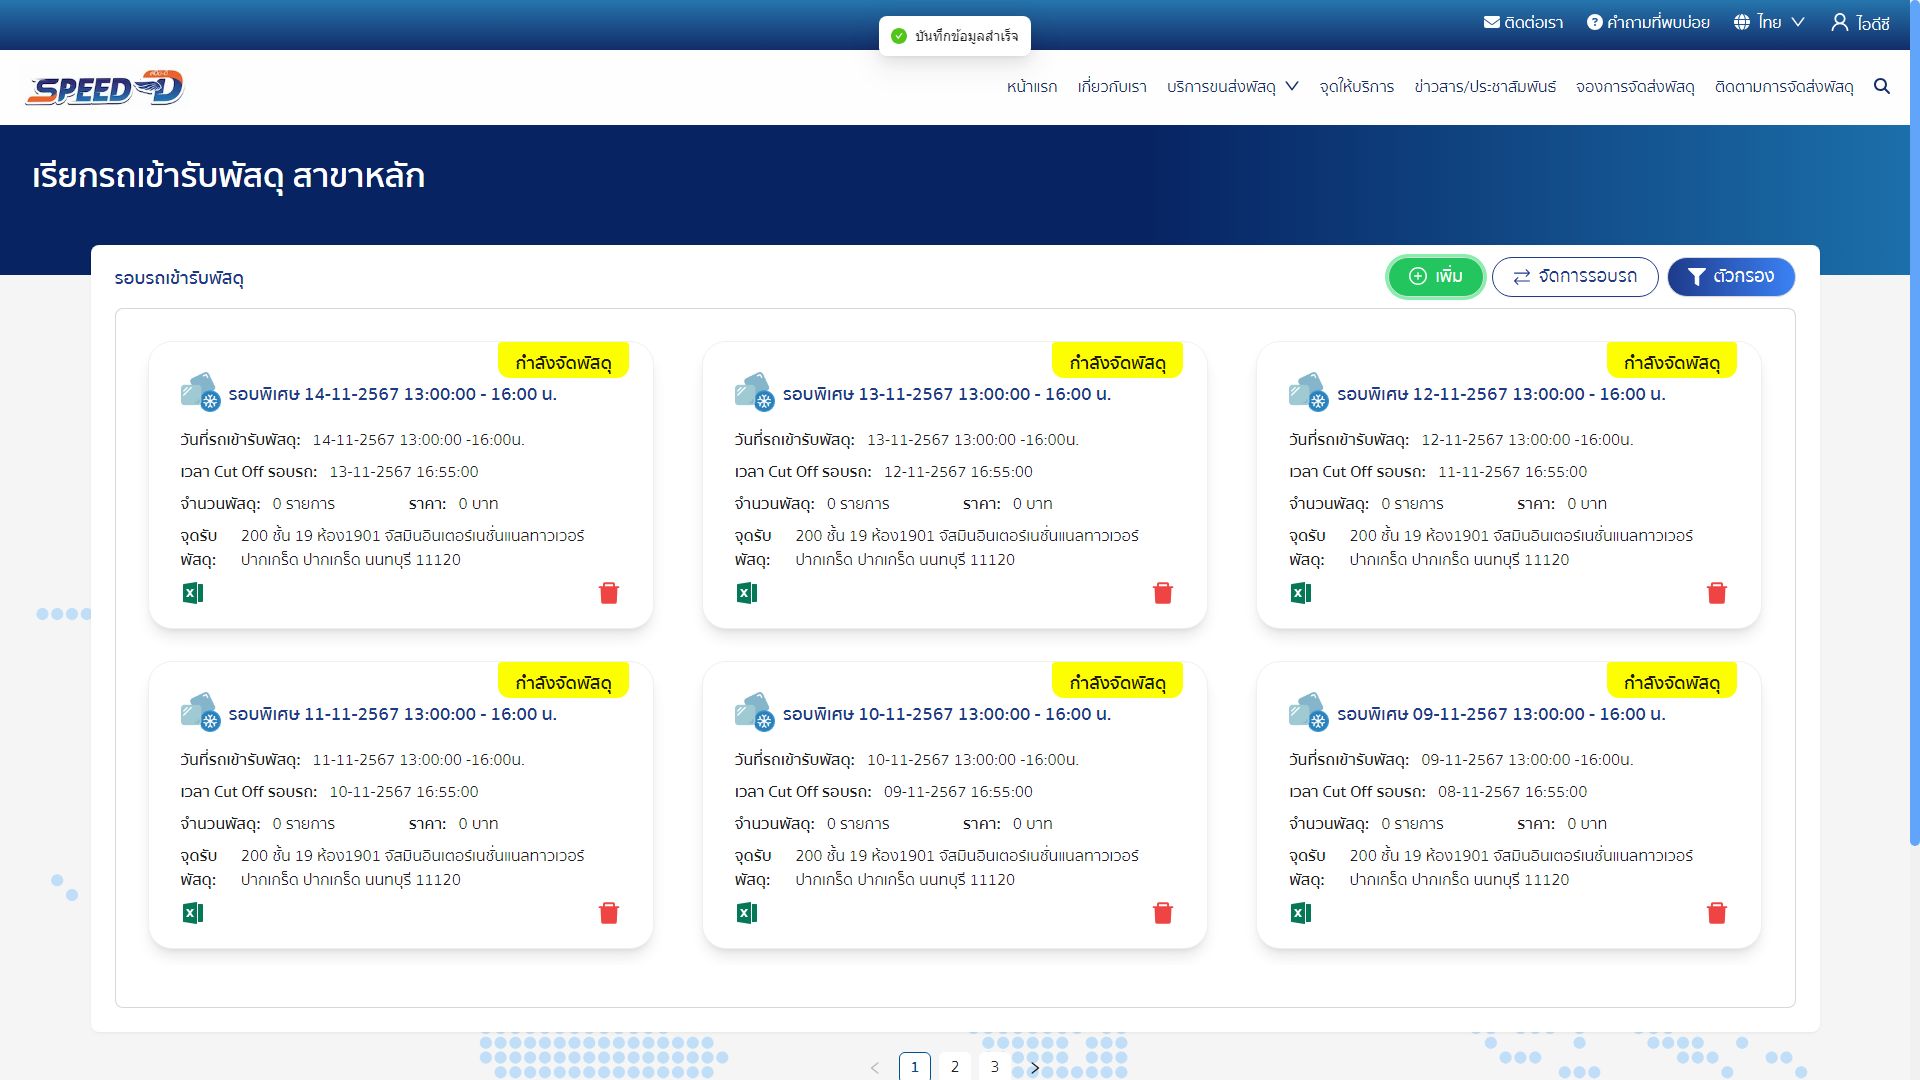 ติดต่อเรา คำถามที่พบบ่อย ไทย ไอดีซี
บันทึกข้อมูลสำเร็จ
SPEED D
หน้าแรก เกี่ยวกับเรา บริการขนส่งพัสดุ จุดให้บริการ ข่าวสาร/ประชาสัมพันธ์ จองการจัดส่งพัสดุ ติดตามการจัดส่งพัสดุ
เรียกรถเข้ารับพัสดุ สาขาหลัก
รอบรถเข้ารับพัสดุ
เพิ่ม จัดการรอบรถ ตัวกรอง
กำลังจัดพัสดุ
รอบพิเศษ 14-11-2567 13:00:00 - 16:00 น.
วันที่รถเข้ารับพัสดุ: 14-11-2567 13:00:00 -16:00น.
เวลา Cut Off รอบรถ: 13-11-2567 16:55:00
จำนวนพัสดุ: 0 รายการ ราคา: 0 บาท
จุดรับพัสดุ: 200 ชั้น 19 ห้อง1901 จัสมินอินเตอร์เนชั่นแนลทาวเวอร์
ปากเกร็ด ปากเกร็ด นนทบุรี 11120
กำลังจัดพัสดุ
รอบพิเศษ 13-11-2567 13:00:00 - 16:00 น.
วันที่รถเข้ารับพัสดุ: 13-11-2567 13:00:00 -16:00น.
เวลา Cut Off รอบรถ: 12-11-2567 16:55:00
จำนวนพัสดุ: 0 รายการ ราคา: 0 บาท
จุดรับพัสดุ: 200 ชั้น 19 ห้อง1901 จัสมินอินเตอร์เนชั่นแนลทาวเวอร์
ปากเกร็ด ปากเกร็ด นนทบุรี 11120
กำลังจัดพัสดุ
รอบพิเศษ 12-11-2567 13:00:00 - 16:00 น.
วันที่รถเข้ารับพัสดุ: 12-11-2567 13:00:00 -16:00น.
เวลา Cut Off รอบรถ: 11-11-2567 16:55:00
จำนวนพัสดุ: 0 รายการ ราคา: 0 บาท
จุดรับพัสดุ: 200 ชั้น 19 ห้อง1901 จัสมินอินเตอร์เนชั่นแนลทาวเวอร์
ปากเกร็ด ปากเกร็ด นนทบุรี 11120
กำลังจัดพัสดุ
รอบพิเศษ 11-11-2567 13:00:00 - 16:00 น.
วันที่รถเข้ารับพัสดุ: 11-11-2567 13:00:00 -16:00น.
เวลา Cut Off รอบรถ: 10-11-2567 16:55:00
จำนวนพัสดุ: 0 รายการ ราคา: 0 บาท
จุดรับพัสดุ: 200 ชั้น 19 ห้อง1901 จัสมินอินเตอร์เนชั่นแนลทาวเวอร์
ปากเกร็ด ปากเกร็ด นนทบุรี 11120
กำลังจัดพัสดุ
รอบพิเศษ 10-11-2567 13:00:00 - 16:00 น.
วันที่รถเข้ารับพัสดุ: 10-11-2567 13:00:00 -16:00น.
เวลา Cut Off รอบรถ: 09-11-2567 16:55:00
จำนวนพัสดุ: 0 รายการ ราคา: 0 บาท
จุดรับพัสดุ: 200 ชั้น 19 ห้อง1901 จัสมินอินเตอร์เนชั่นแนลทาวเวอร์
ปากเกร็ด ปากเกร็ด นนทบุรี 11120
กำลังจัดพัสดุ
รอบพิเศษ 09-11-2567 13:00:00 - 16:00 น.
วันที่รถเข้ารับพัสดุ: 09-11-2567 13:00:00 -16:00น.
เวลา Cut Off รอบรถ: 08-11-2567 16:55:00
จำนวนพัสดุ: 0 รายการ ราคา: 0 บาท
จุดรับพัสดุ: 200 ชั้น 19 ห้อง1901 จัสมินอินเตอร์เนชั่นแนลทาวเวอร์
ปากเกร็ด ปากเกร็ด นนทบุรี 11120
1 2 3